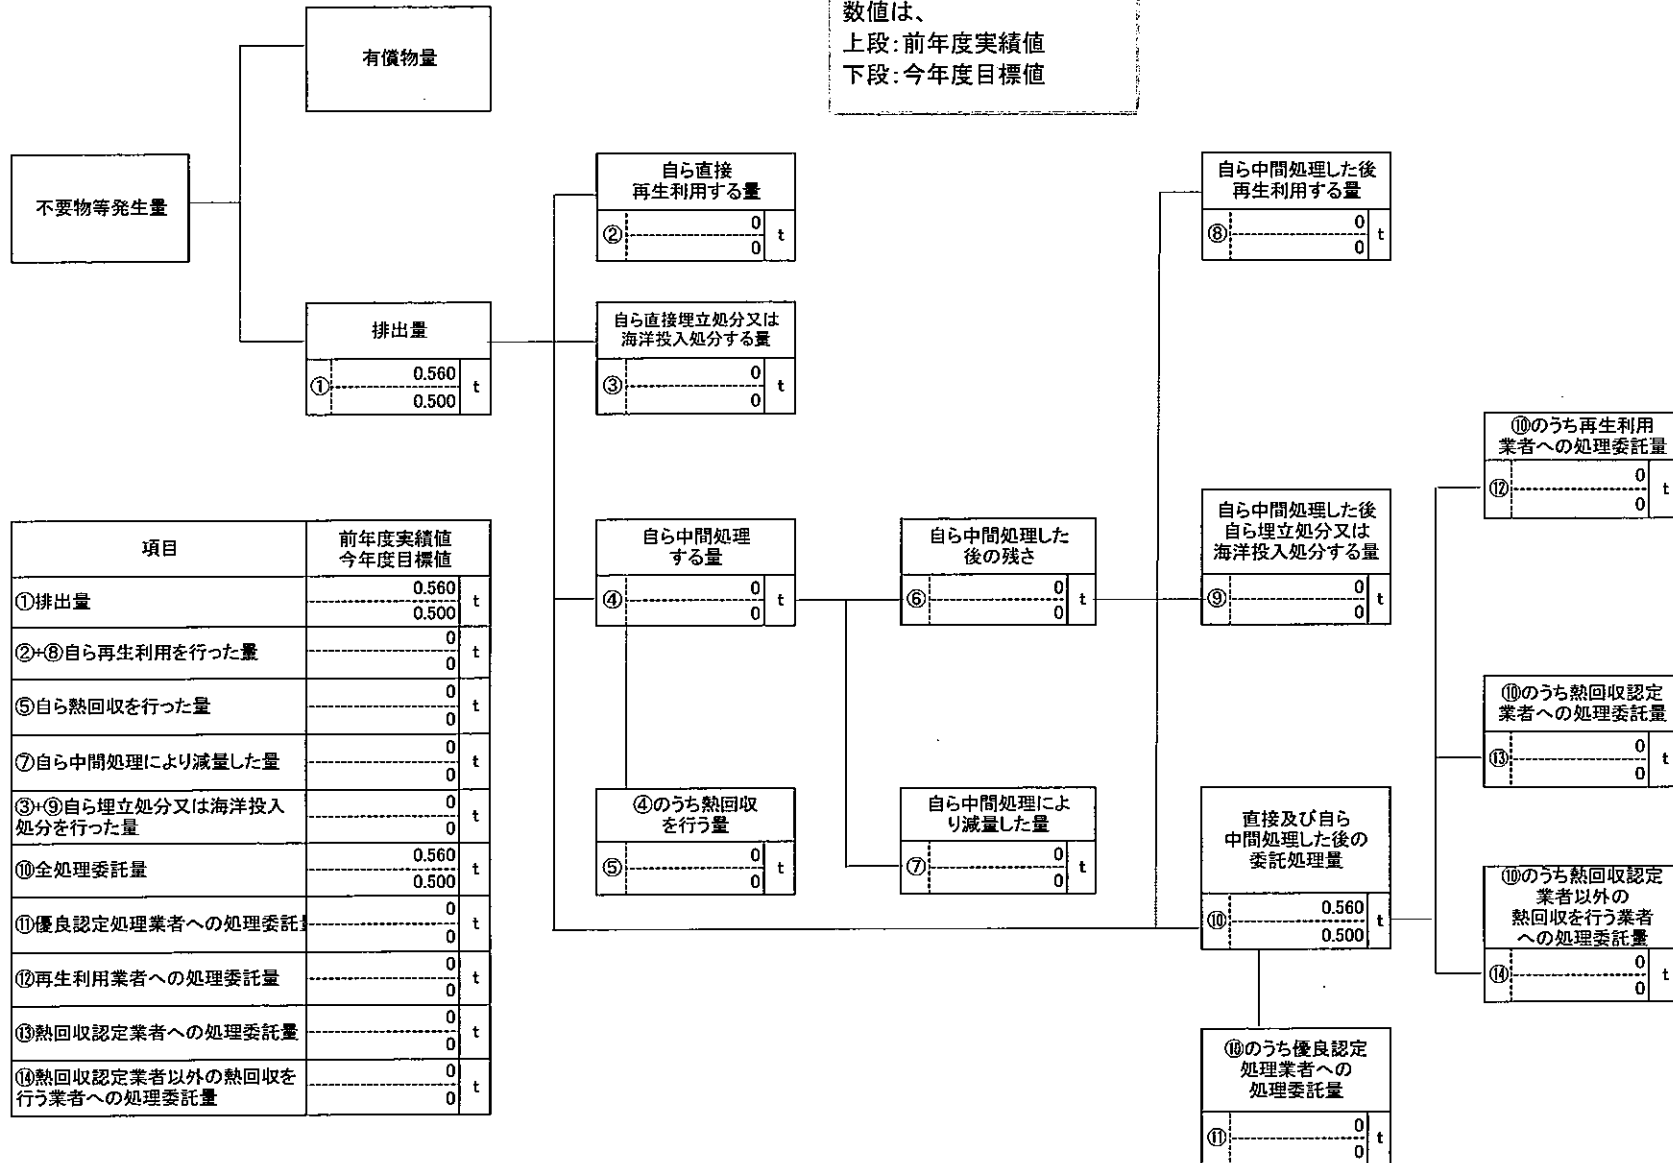 数値は、
上段:前年度実績値
下段:今年度目標値
有償物量
不要物等発生量
排出量
① 0.560 t
0.500
自ら直接
再生利用する量
② 0 t
0
自ら直接埋立処分又は
海洋投入処分する量
③ 0 t
0
自ら中間処理
する量
④ 0 t
0
④のうち熱回収
を行う量
⑤ 0 t
0
自ら中間処理した
後の残さ
⑥ 0 t
0
自ら中間処理によ
り減量した量
⑦ 0 t
0
自ら中間処理した後
再生利用する量
⑧ 0 t
0
自ら中間処理した後
自ら埋立処分又は
海洋投入処分する量
⑨ 0 t
0
直接及び自ら
中間処理した後の
委託処理量
⑩ 0.560 t
0.500
⑩のうち優良認定
処理業者への
処理委託量
⑪ 0 t
0
⑩のうち再生利用
業者への処理委託量
⑫ 0 t
0
⑩のうち熱回収認定
業者への処理委託量
⑬ 0 t
0
⑩のうち熱回収認定
業者以外の
熱回収を行う業者
への処理委託量
⑭ 0 t
0
項目 前年度実績値
今年度目標値
①排出量 0.560 t
0.500
②+⑧自ら再生利用を行った量 0 t
0
⑤自ら熱回収を行った量 0 t
0
⑦自ら中間処理により減量した量 0 t
0
③+⑨自ら埋立処分又は海洋投入
処分を行った量 0 t
0
⑩全処理委託量 0.560 t
0.500
⑪優良認定処理業者への処理委託 0 t
0
⑫再生利用業者への処理委託量 0 t
0
⑬熱回収認定業者への処理委託量 0 t
0
⑭熱回収認定業者以外の熱回収を
行う業者への処理委託量 0 t
0